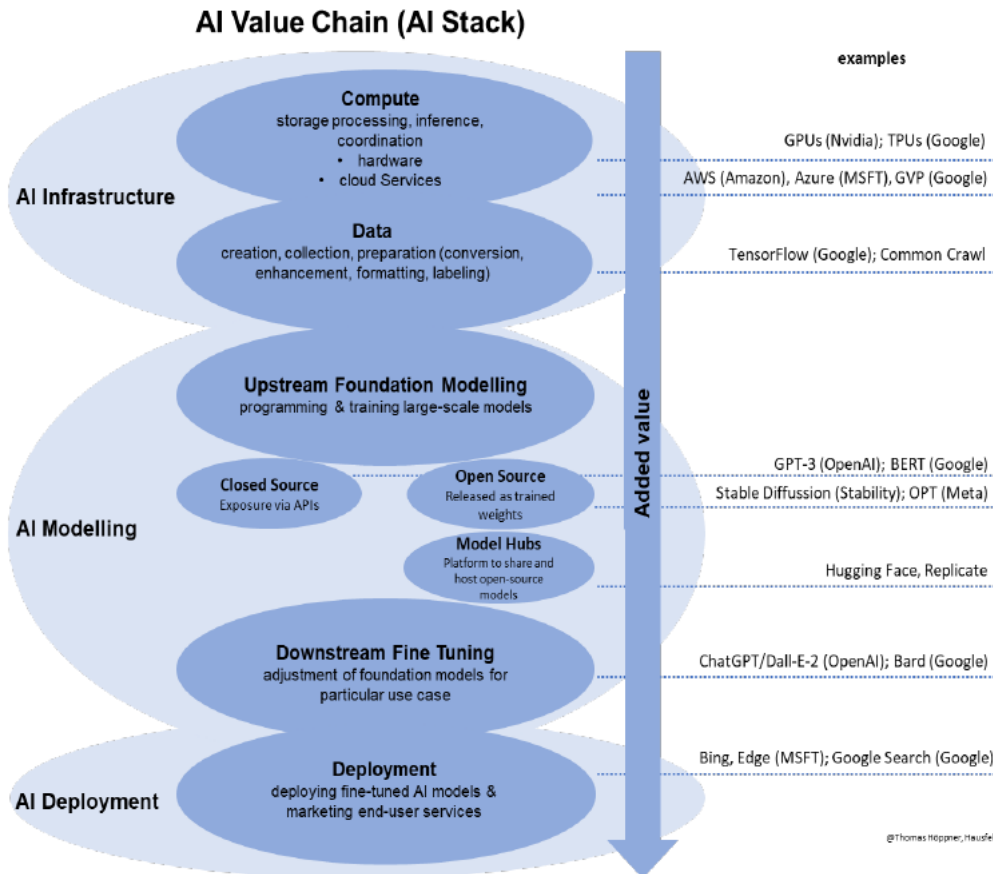 AI Value Chain (AI Stack)
examples
Compute
storage processing, inference,
coordination
• hardware
• cloud Services
GPUs (Nvidia); TPUs (Google)
AWS (Amazon), Azure (MSFT), GVP (Google)
AI Infrastructure
Data
creation, collection, preparation (conversion,
enhancement, formatting, labeling)
TensorFlow (Google); Common Crawl
Upstream Foundation Modelling
programming & training large-scale models
Added value
GPT-3 (OpenAI); BERT (Google)
Closed Source
Exposure via APIs
Open Source
Released as trained
weights
Stable Diffussion (Stability); OPT (Meta)
AI Modelling
Model Hubs
Platform to share and
host open-source
models
Hugging Face, Replicate
Downstream Fine Tuning
adjustment of foundation models for
particular use case
ChatGPT/Dall-E-2 (OpenAI); Bard (Google)
Deployment
deploying fine-tuned AI models &
marketing end-user services
Bing, Edge (MSFT); Google Search (Google)
AI Deployment
@Thomas Höppner, Hausfel